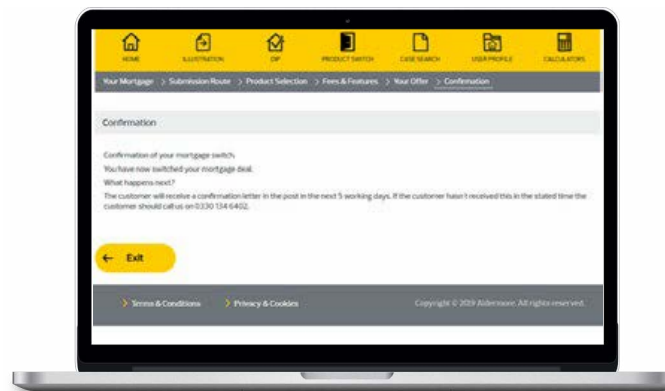 HOME ILLUSTRATION DIP PRODUCT SWITCH CASE SEARCH USER PROFILE CALCULATORS
Your Mortgage > Submission Route > Product Selection > Fees & Features > Your Offer > Confirmation
Confirmation
Confirmation of your mortgage switch.
You have now switched your mortgage deal.
What happens next?
The customer will receive a confirmation letter in the post in the next 5 working days. If the customer hasn't received this in the stated time the
customer should call us on 0330 134 6402.
← Exit
> Terms & Conditions > Privacy & Cookies Copyright © 2019 Aldermore. All rights reserved.